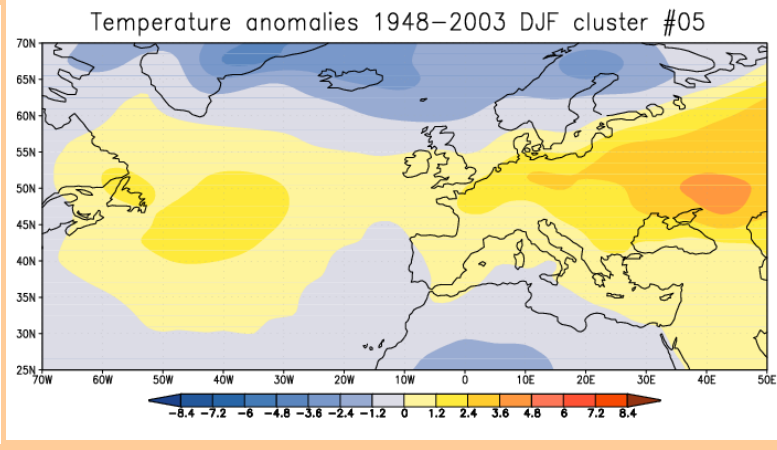 Temperature anomalies 1948-2003 DJF cluster #05
70N
65N
60N
55N
50N
45N
40N
35N
30N
25N
70W 60W 50W 40W 30W 20W 10W 0 10E 20E 30E 40E 50E
-8.4 -7.2 -6 -4.8 -3.6 -2.4 -1.2 0 1.2 2.4 3.6 4.8 6 7.2 8.4